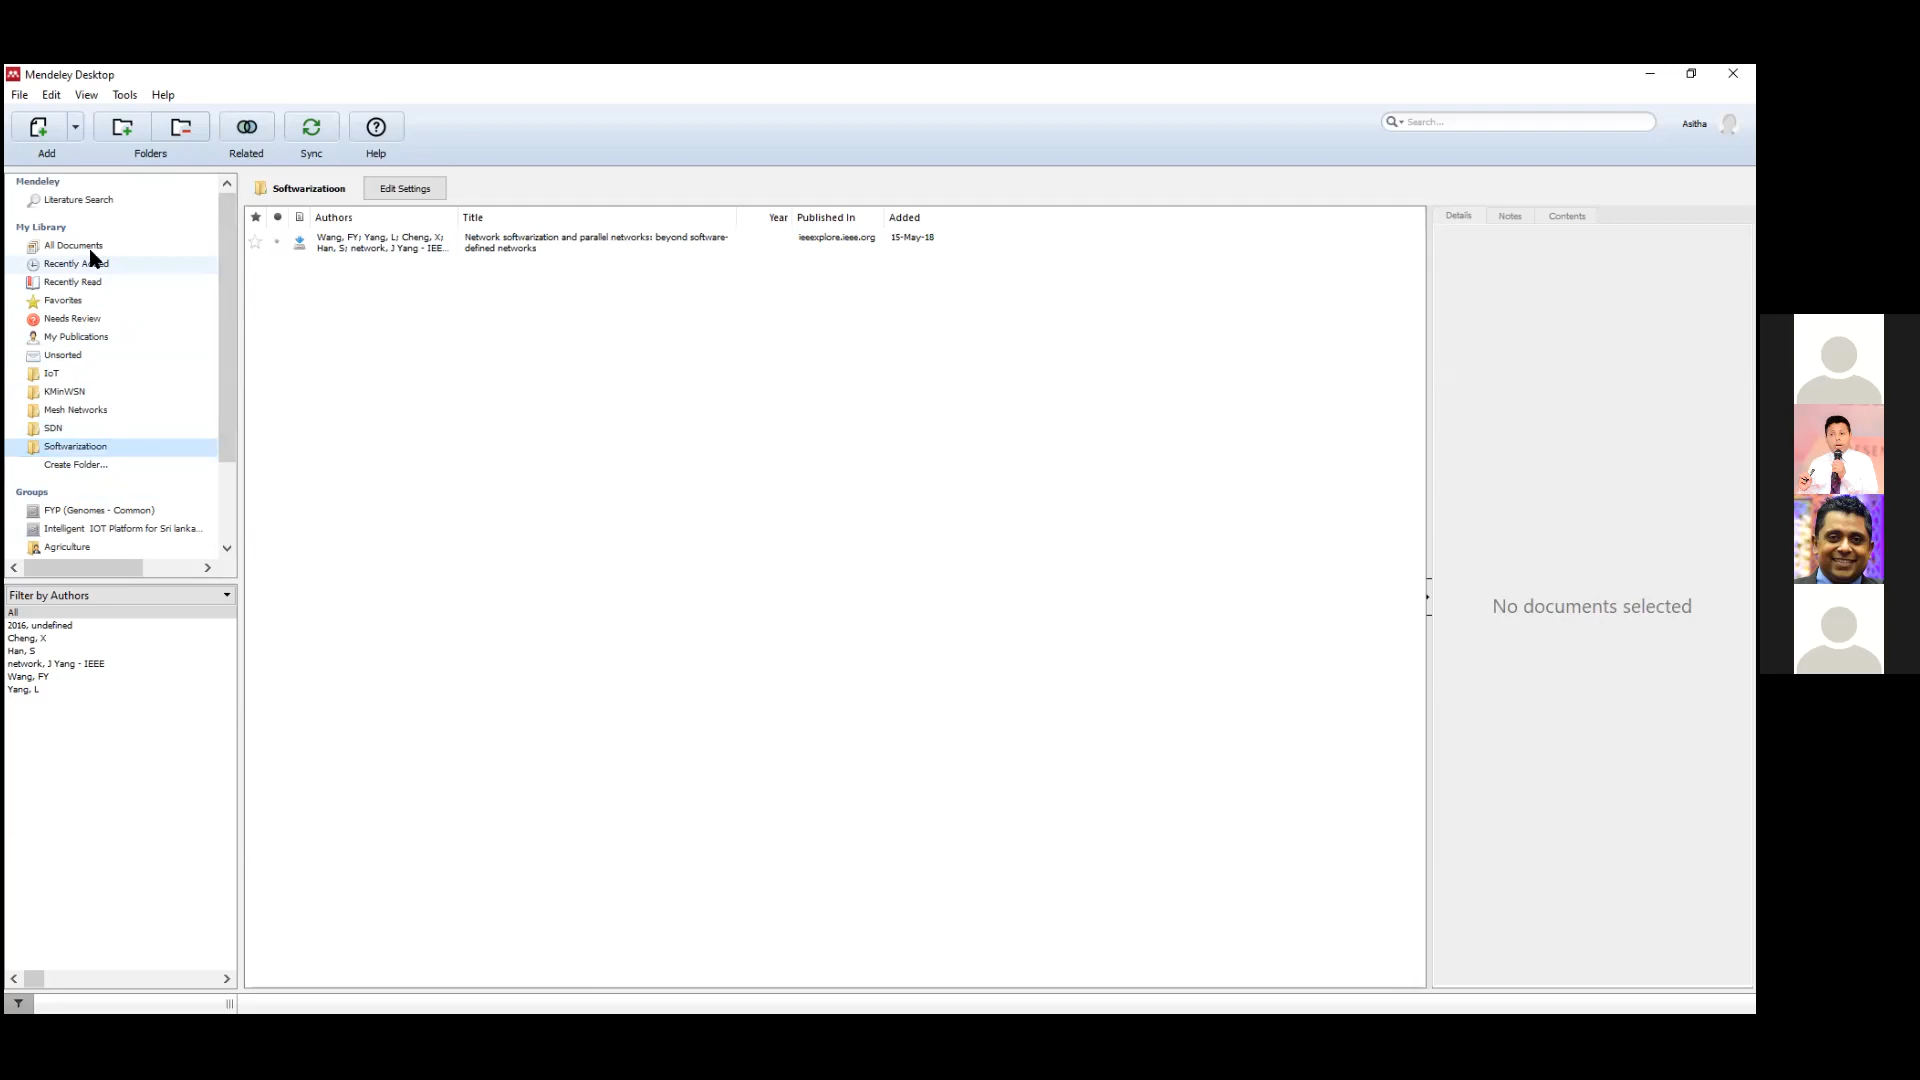 Mendeley Desktop
File Edit View Tools Help
Add Folders Related Sync Help
Search...
Asitha
Mendeley
Literature Search
My Library
All Documents
Recently Added
Recently Read
Favorites
Needs Review
My Publications
Unsorted
IoT
KMinWSN
Mesh Networks
SDN
Softwarizatioon
Create Folder...
Groups
FYP (Genomes - Common)
Intelligent IOT Platform for Sri lanka...
Agriculture
Filter by Authors
All
2016, undefined
Cheng, X
Han, S
network, J Yang - IEEE
Wang, FY
Yang, L
Softwarizatioon Edit Settings
Authors Title Year Published In Added
Wang, FY; Yang, L; Cheng, X; Network softwarization and parallel networks: beyond software- ieeexplore.ieee.org 15-May-18
Han, S; network, J Yang - IEE... defined networks
Details Notes Contents
No documents selected